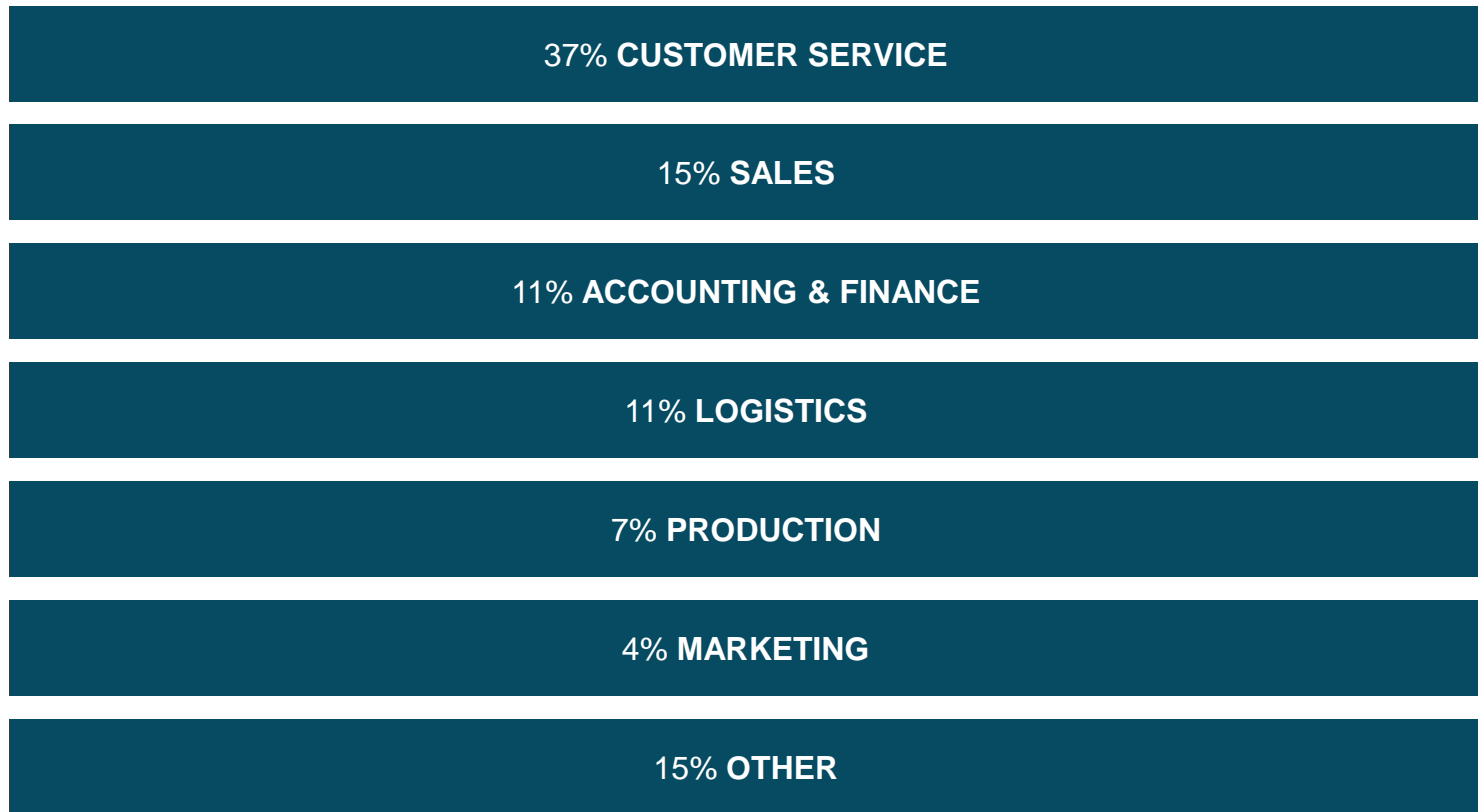 37% CUSTOMER SERVICE
15% SALES
11% ACCOUNTING & FINANCE
11% LOGISTICS
7% PRODUCTION
4% MARKETING
15% OTHER